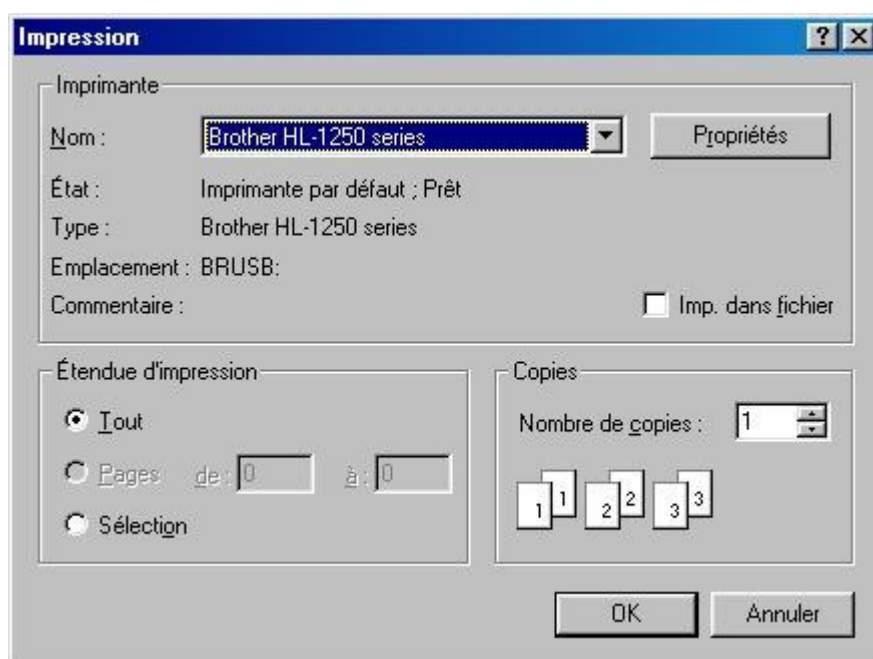 Impression
Imprimante
Nom : Brother HL-1250 series Propriétés
État : Imprimante par défaut ; Prêt
Type : Brother HL-1250 series
Emplacement : BRUSB:
Commentaire : Imp. dans fichier
Étendue d'impression
Tout
Pages de : 0 à : 0
Sélection
Copies
Nombre de copies : 1
1 1 2 2 3 3
OK Annuler